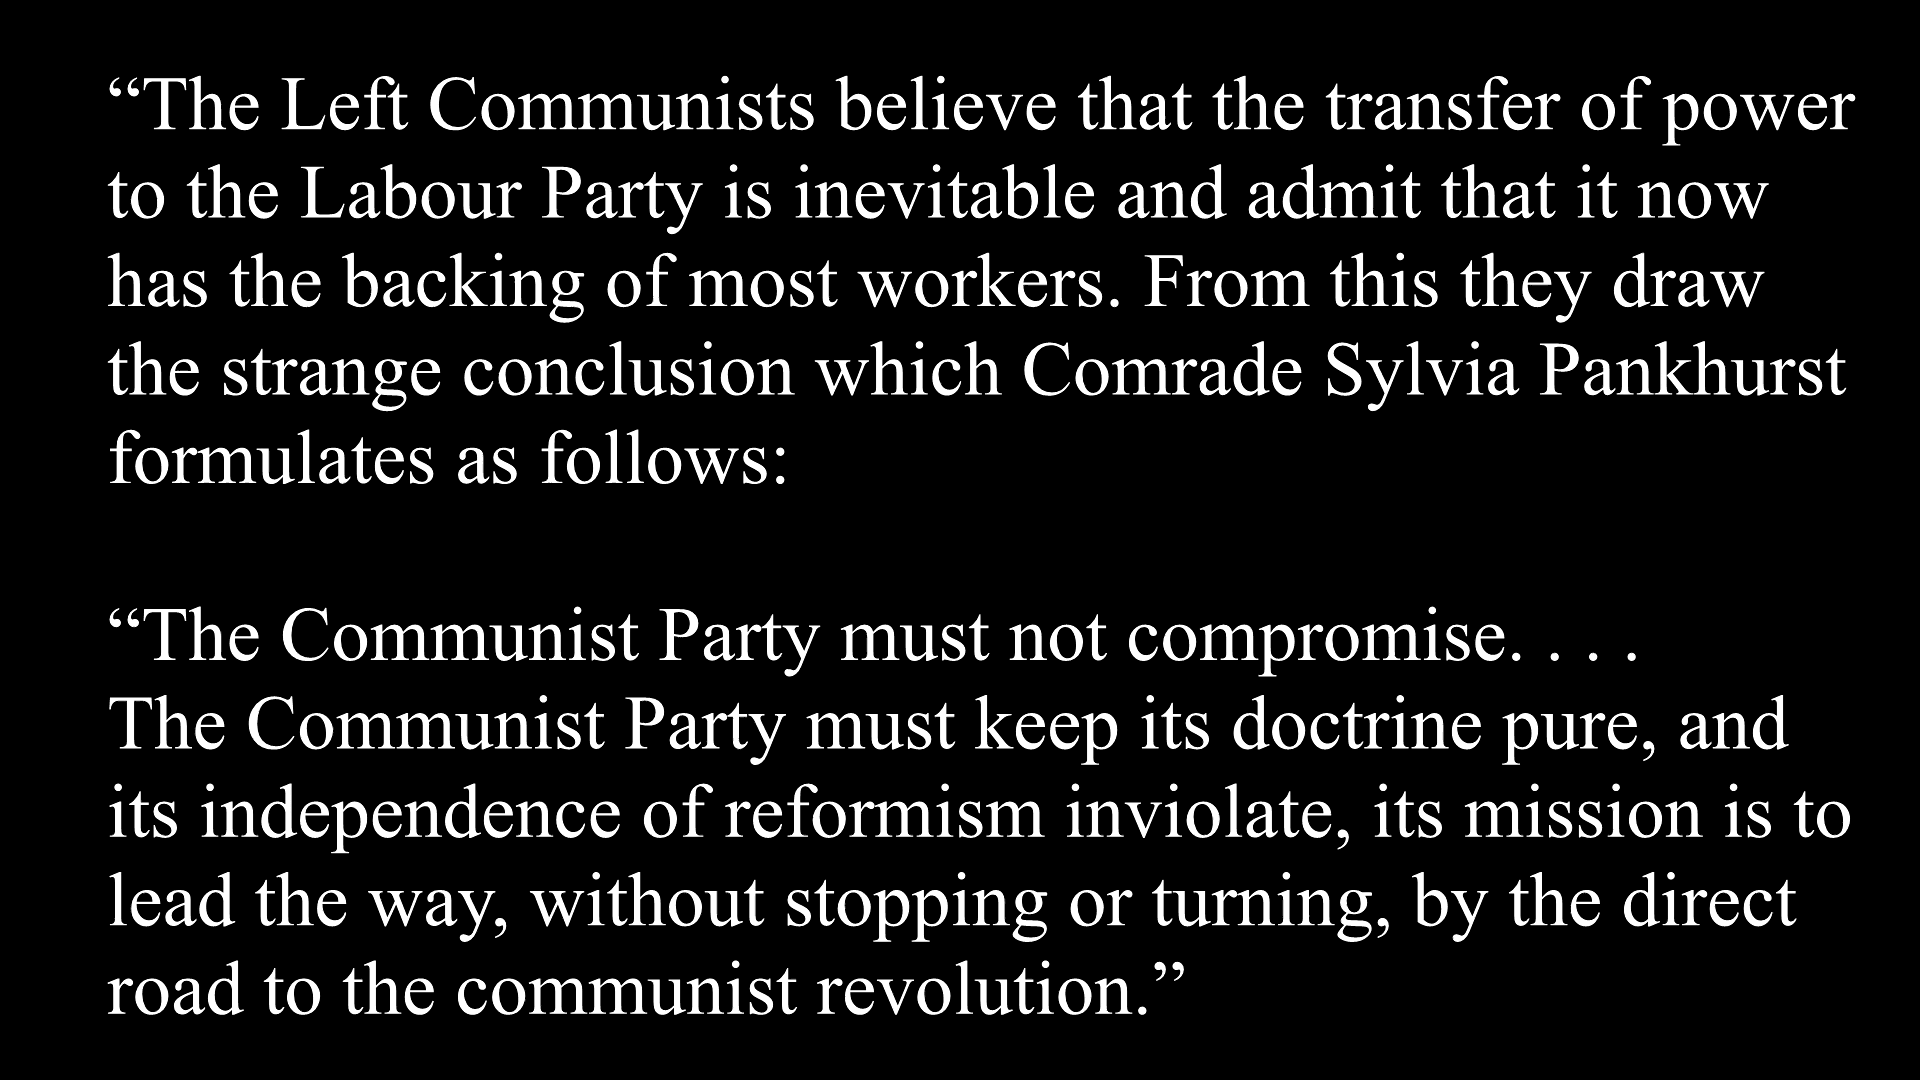 “The Left Communists believe that the transfer of power
to the Labour Party is inevitable and admit that it now
has the backing of most workers. From this they draw
the strange conclusion which Comrade Sylvia Pankhurst
formulates as follows:
“The Communist Party must not compromise. . . .
The Communist Party must keep its doctrine pure, and
its independence of reformism inviolate, its mission is to
lead the way, without stopping or turning, by the direct
road to the communist revolution.”